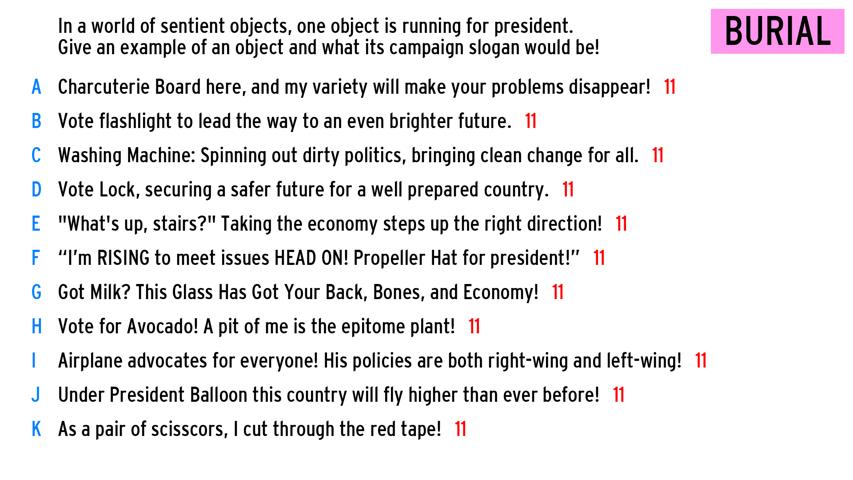 In a world of sentient objects, one object is running for president.
Give an example of an object and what its campaign slogan would be!
BURIAL
A Charcuterie Board here, and my variety will make your problems disappear! 11
B Vote flashlight to lead the way to an even brighter future. 11
C Washing Machine: Spinning out dirty politics, bringing clean change for all. 11
D Vote Lock, securing a safer future for a well prepared country. 11
E "What's up, stairs?" Taking the economy steps up the right direction! 11
F “I’m RISING to meet issues HEAD ON! Propeller Hat for president!” 11
G Got Milk? This Glass Has Got Your Back, Bones, and Economy! 11
H Vote for Avocado! A pit of me is the epitome plant! 11
I Airplane advocates for everyone! His policies are both right-wing and left-wing! 11
J Under President Balloon this country will fly higher than ever before! 11
K As a pair of scisscors, I cut through the red tape! 11